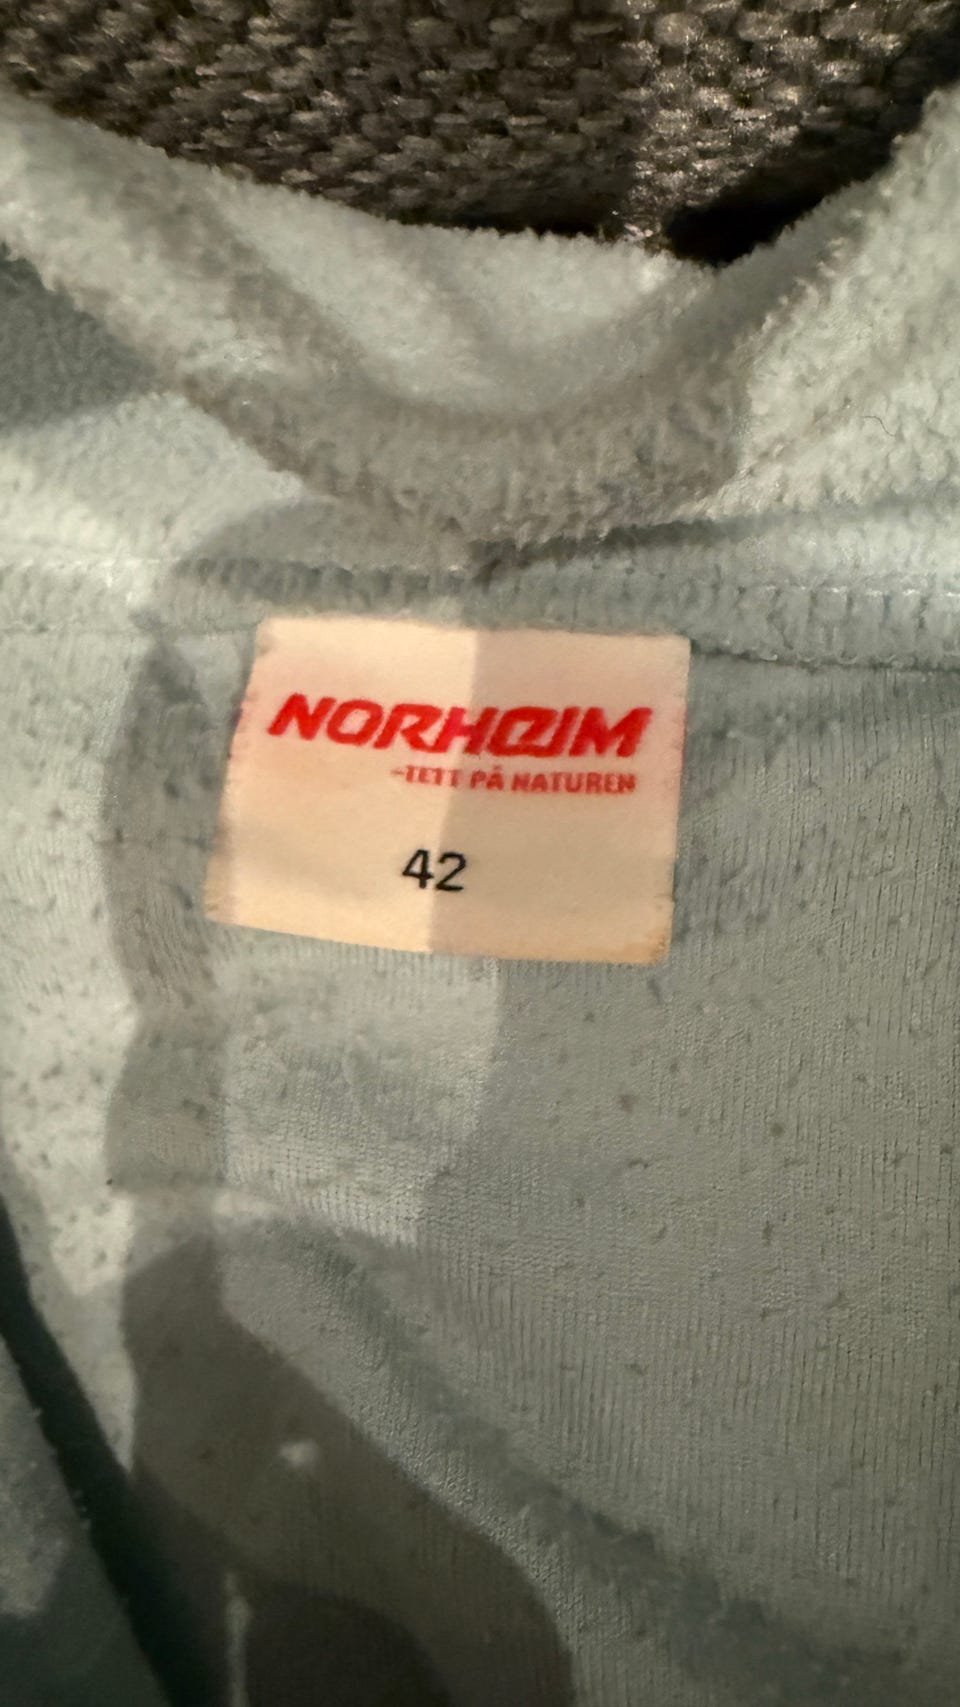 NORHEIM
-TETT PÅ NATUREN
42